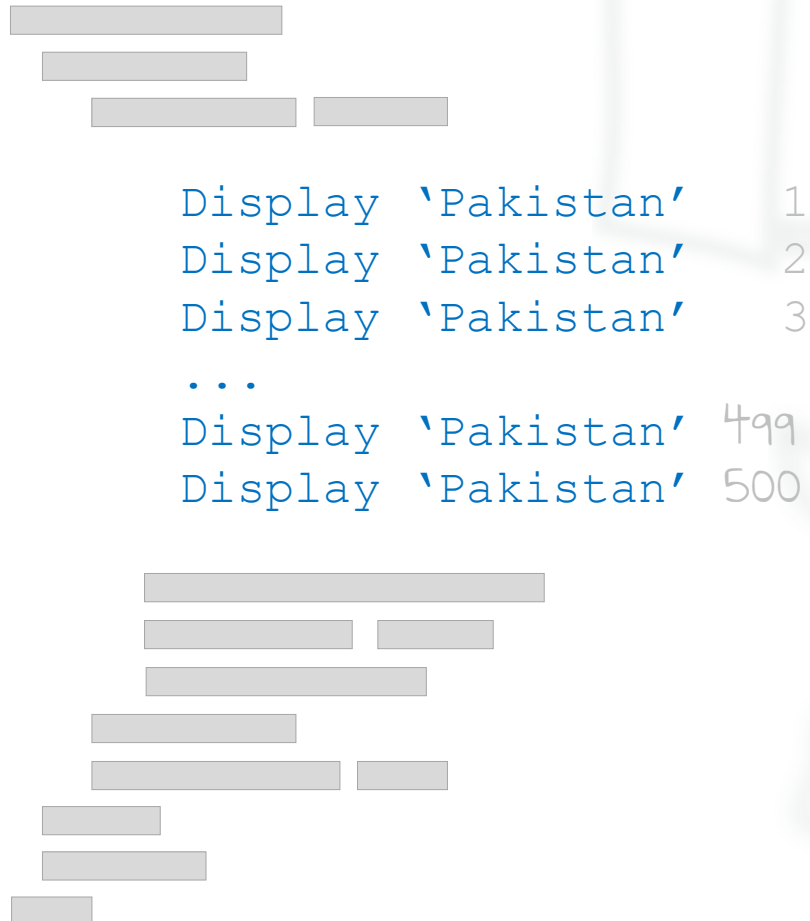 Display ‵Pakistan′ 1
Display ‵Pakistan′ 2
Display ‵Pakistan′ 3
...
Display ‵Pakistan′ 499
Display ‵Pakistan′ 500